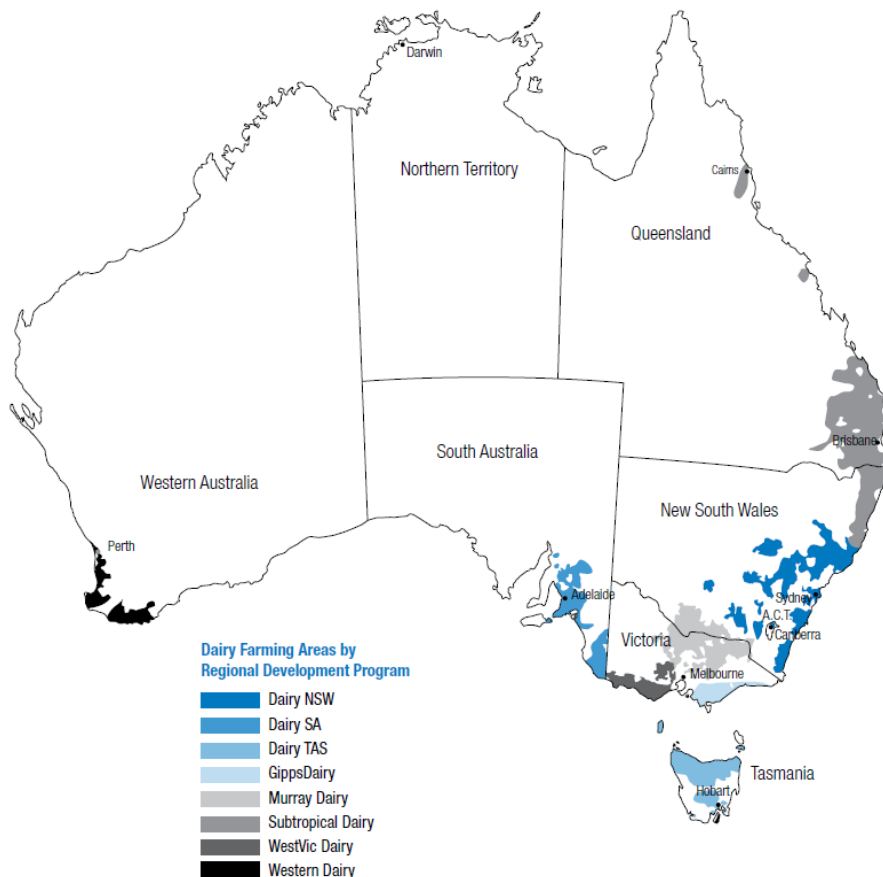 Darwin
Northern Territory
Cairns
Queensland
Brisbane
South Australia
Western Australia
New South Wales
Perth
Adelaide
Sydney
A.C.T.
Canberra
Victoria
Melbourne
Dairy Farming Areas by
Regional Development Program
Dairy NSW
Dairy SA
Dairy TAS
GippsDairy
Murray Dairy
Subtropical Dairy
WestVic Dairy
Western Dairy
Tasmania
Hobart